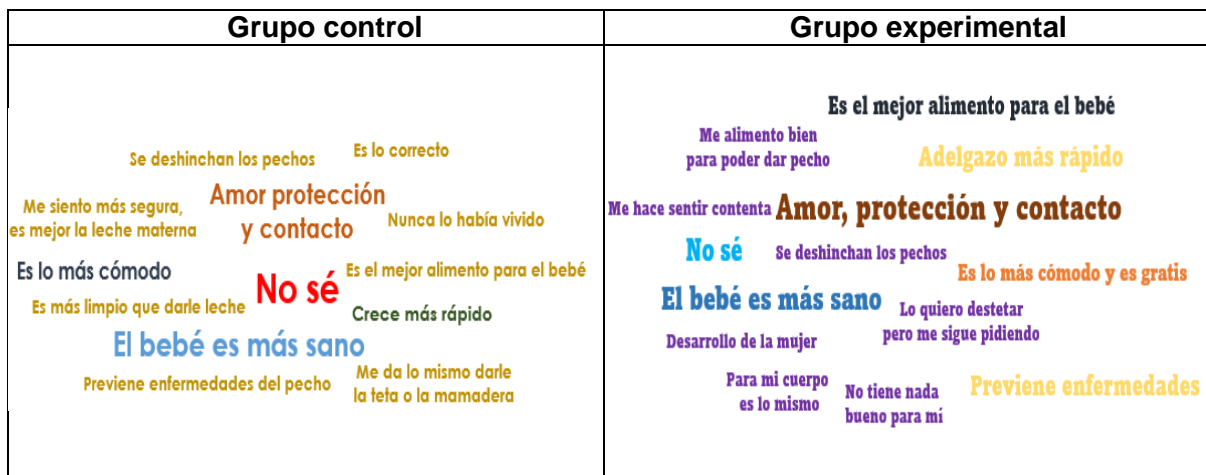 Grupo control
Se deshinchan los pechos
Es lo correcto
Amor protección
y contacto
Me siento más segura,
es mejor la leche materna
Nunca lo había vivido
Es lo más cómodo
No sé
Es el mejor alimento para el bebé
Es más limpio que darle leche
Crece más rápido
El bebé es más sano
Previene enfermedades del pecho
Me da lo mismo darle
la teta o la mamadera
Grupo experimental
Es el mejor alimento para el bebé
Me alimento bien
para poder dar pecho
Adelgazo más rápido
Me hace sentir contenta
Amor, protección y contacto
No sé
Se deshinchan los pechos
Es lo más cómodo y es gratis
El bebé es más sano
Lo quiero destetar
pero me sigue pidiendo
Desarrollo de la mujer
Para mi cuerpo
es lo mismo
No tiene nada
bueno para mí
Previene enfermedades